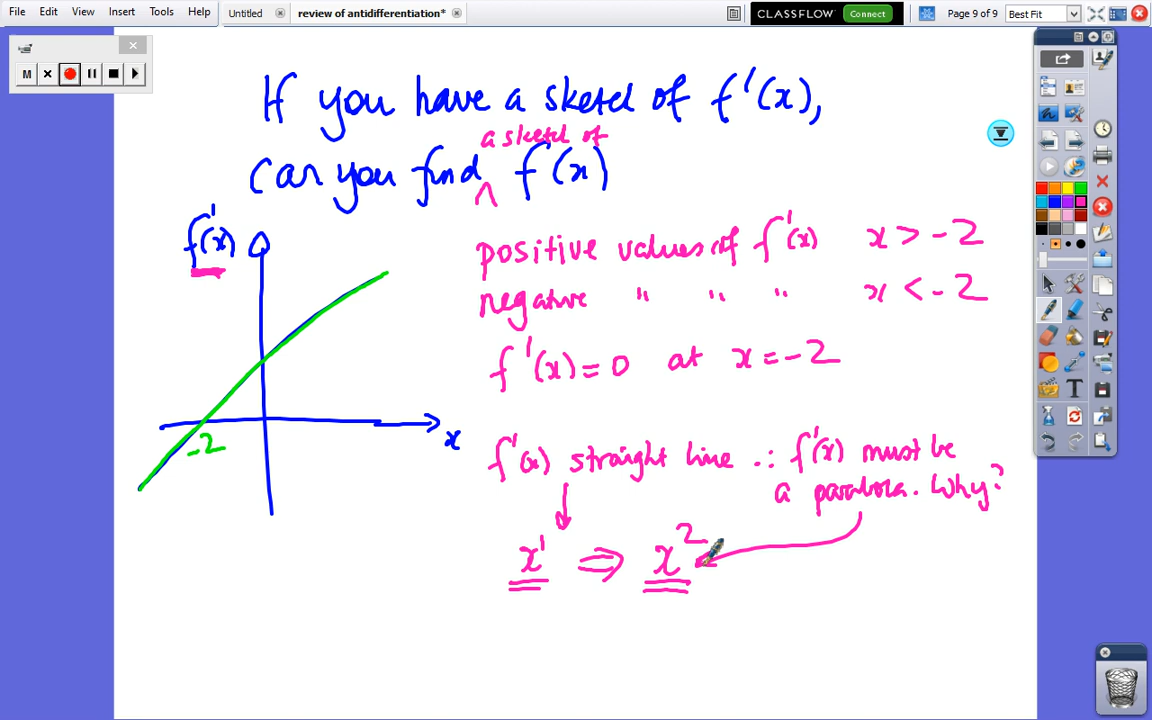 File Edit View Insert Tools Help
Untitled
review of antidifferentiation*
CLASSFLOW Connect
Page 9 of 9
Best Fit
M
If you have a sketch of f'(x),
a sketch of
can you find ^ f(x)
f'(x)
x
-2
positive values of f'(x) x > -2
negative " " " x < -2
f'(x) = 0 at x = -2
f'(x) straight line ∴ f'(x) must be
a parabola. Why?
x¹ ⇒ x²
T